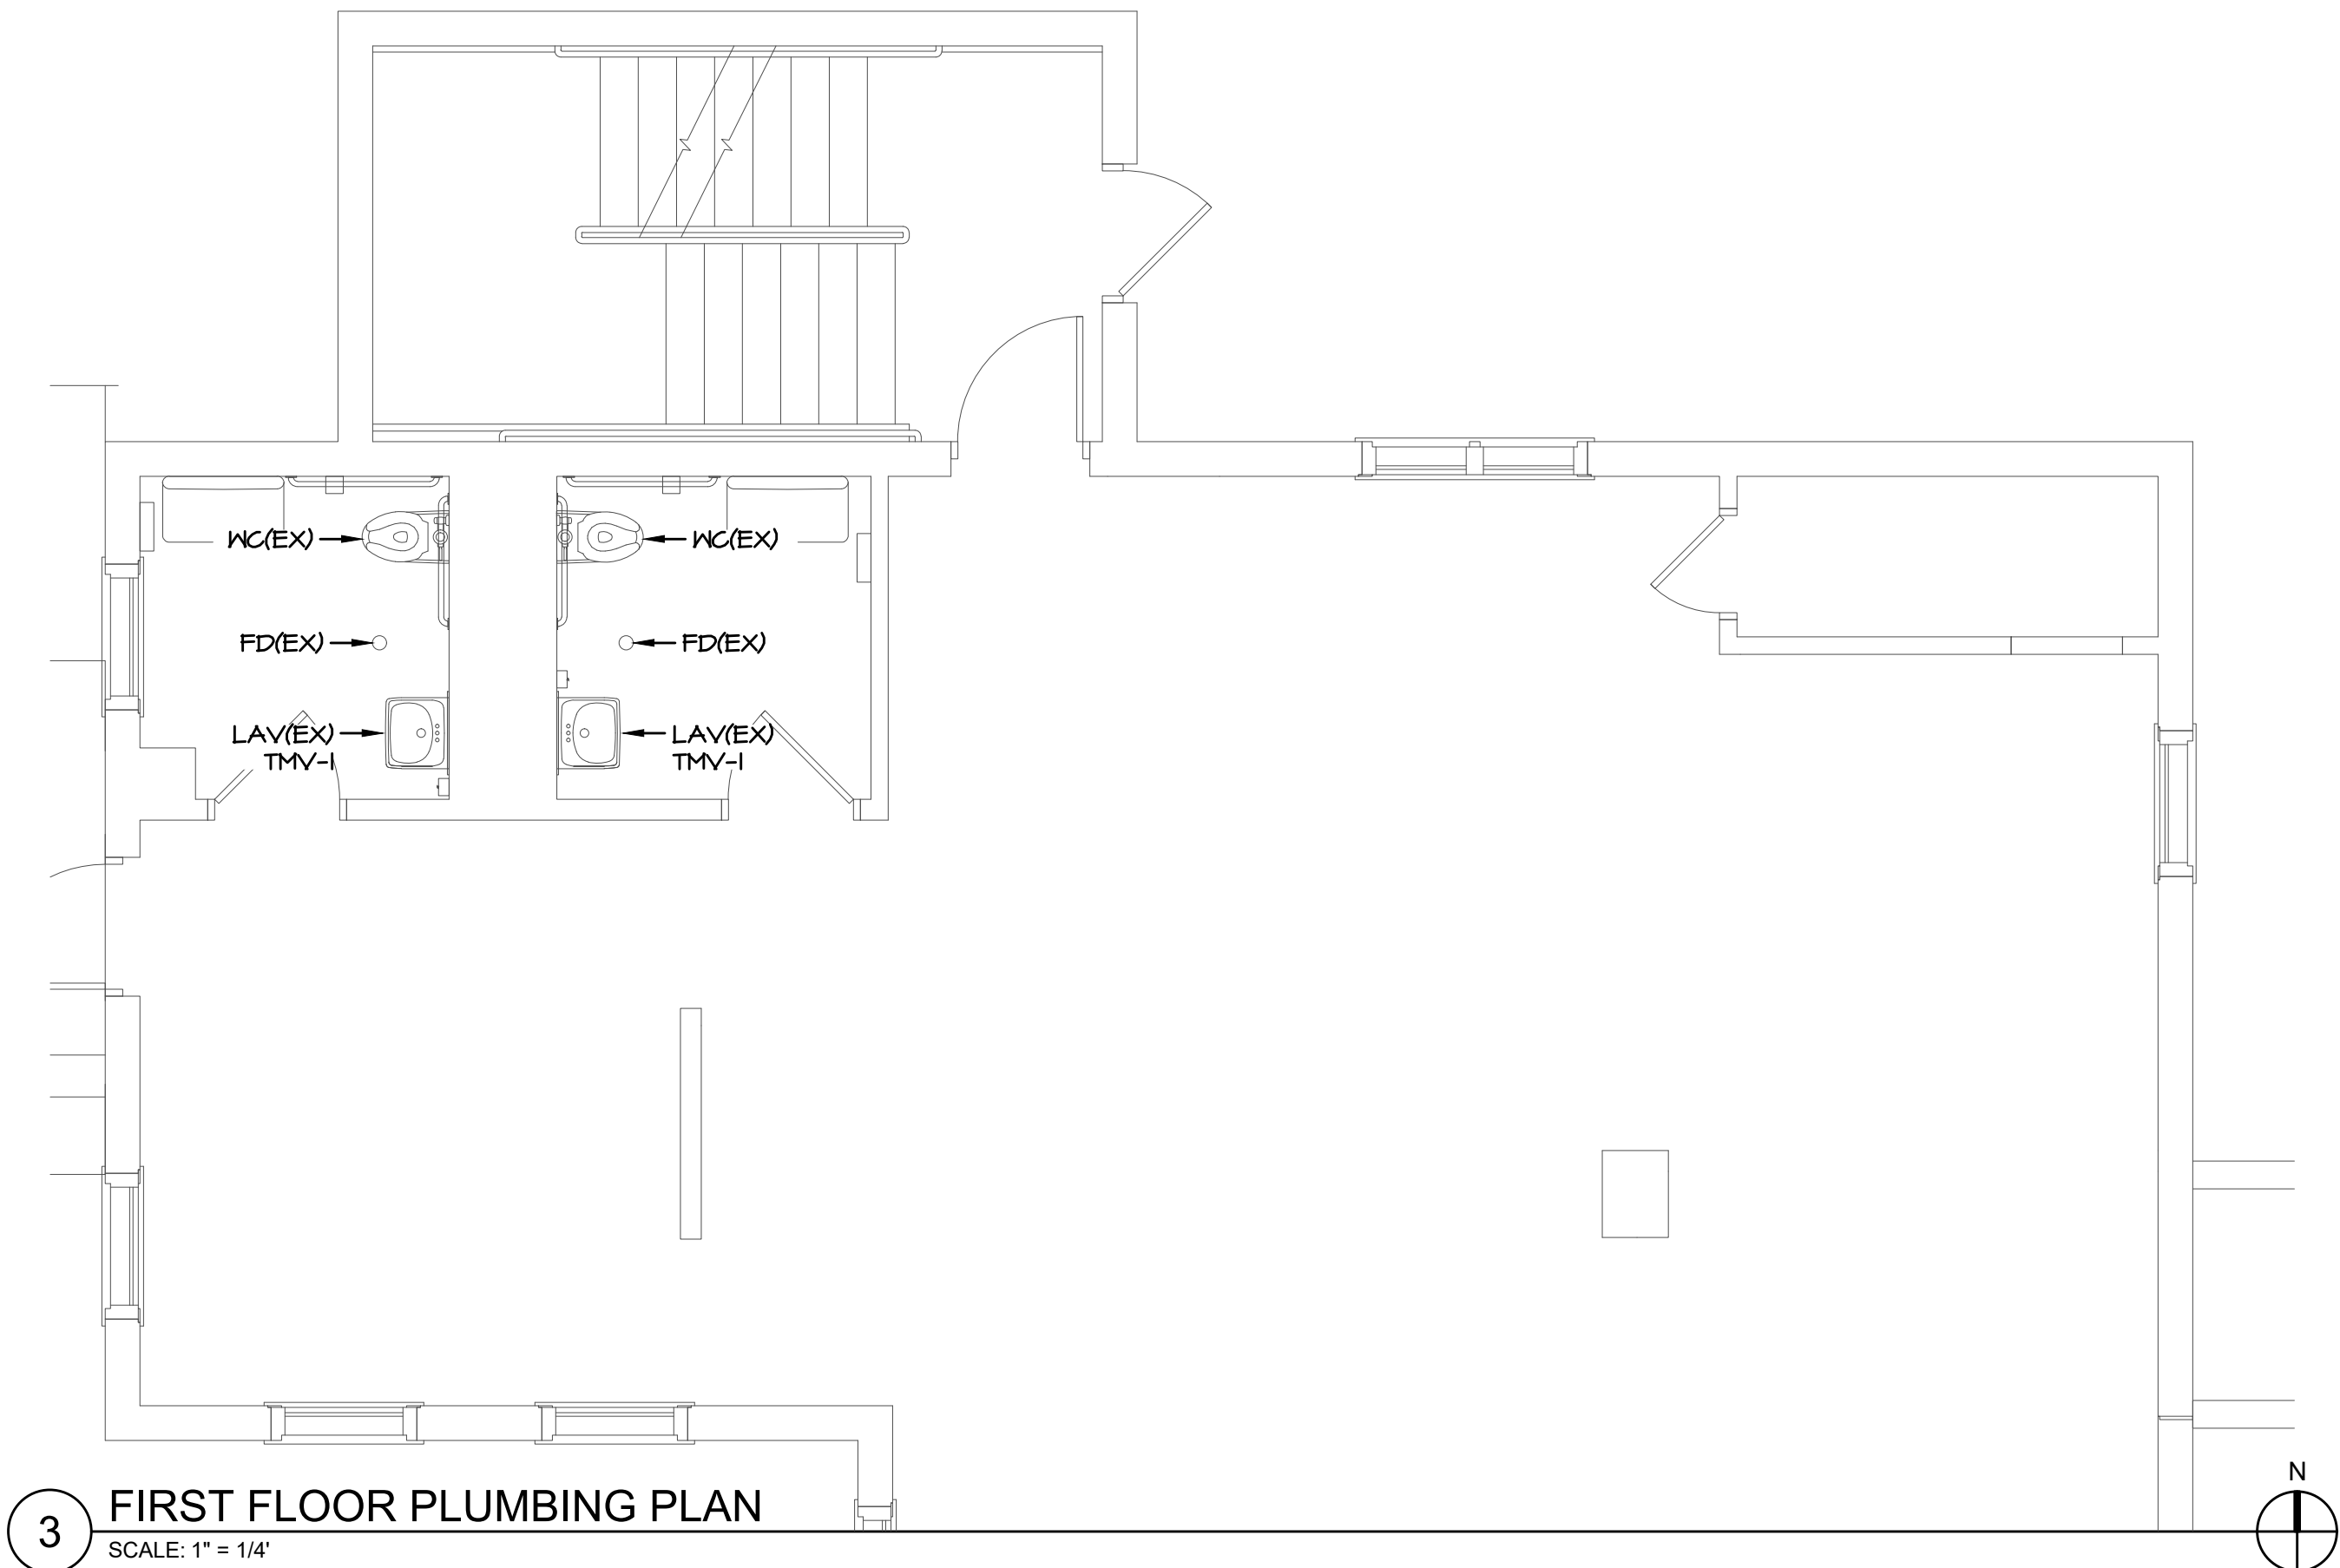 WC(EX)
WC(EX)
FD(EX)
FD(EX)
LAV(EX)
TMV-1
LAV(EX)
TMV-1
3
FIRST FLOOR PLUMBING PLAN
SCALE: 1" = 1/4'
N